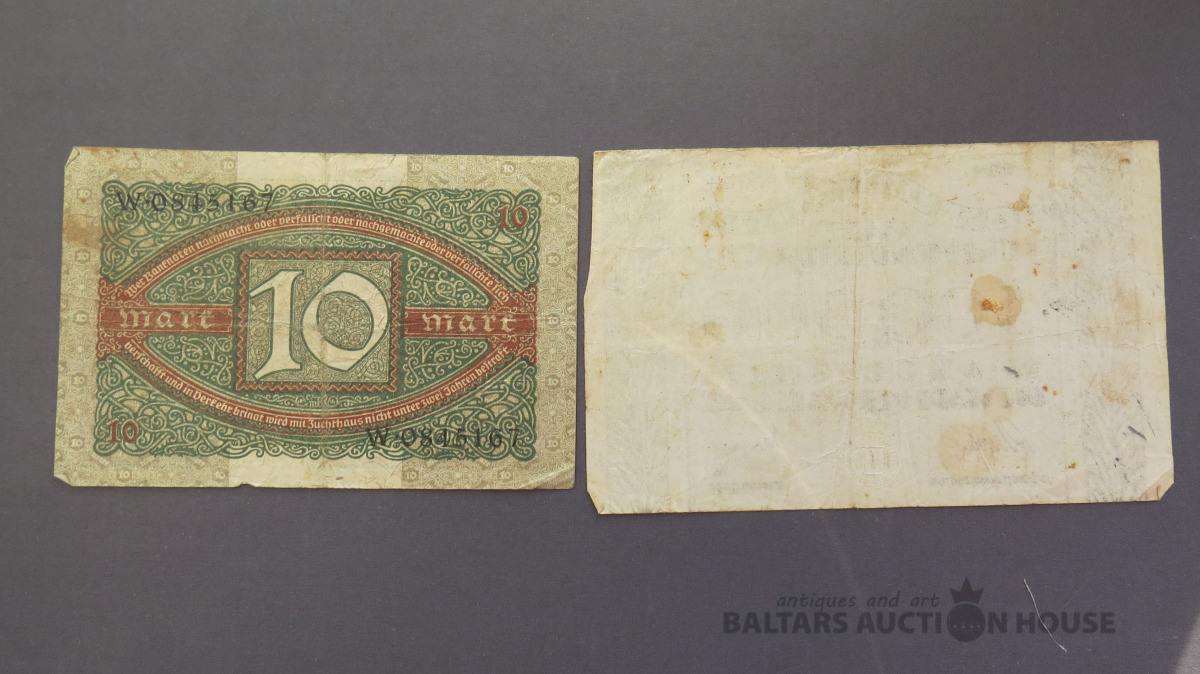 W·0845167
10
Wer Banknoten nachmacht oder verfälscht oder nachgemachte oder verfälschte sich
10
Mark
Mark
verschafft und in Verkehr bringt wird mit Zuchthaus nicht unter zwei Jahren bestraft
10
W·0845167
antiques and art
BALTARS AUCTION HOUSE